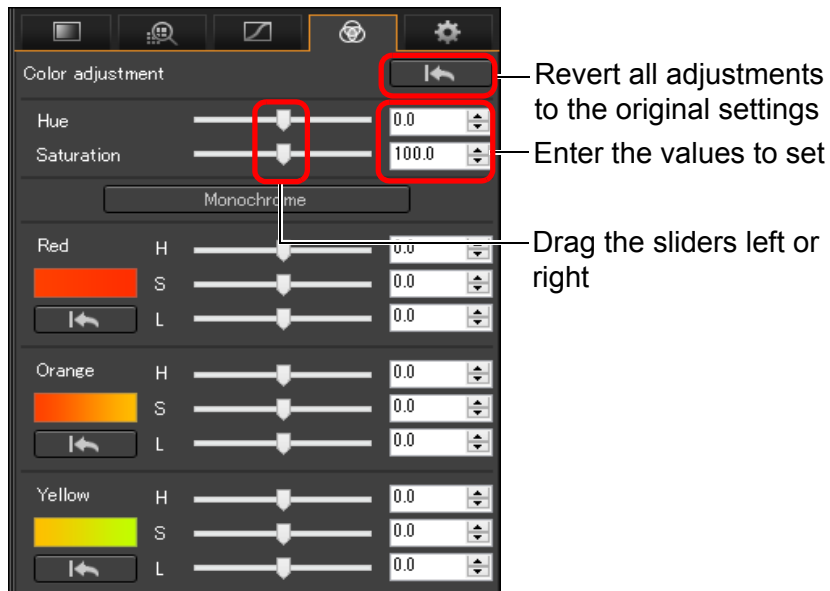 Color adjustment
Revert all adjustments
to the original settings
Hue 0.0
Enter the values to set
Saturation 100.0
Monochrome
Drag the sliders left or
right
Red H 0.0
S 0.0
L 0.0
Orange H 0.0
S 0.0
L 0.0
Yellow H 0.0
S 0.0
L 0.0